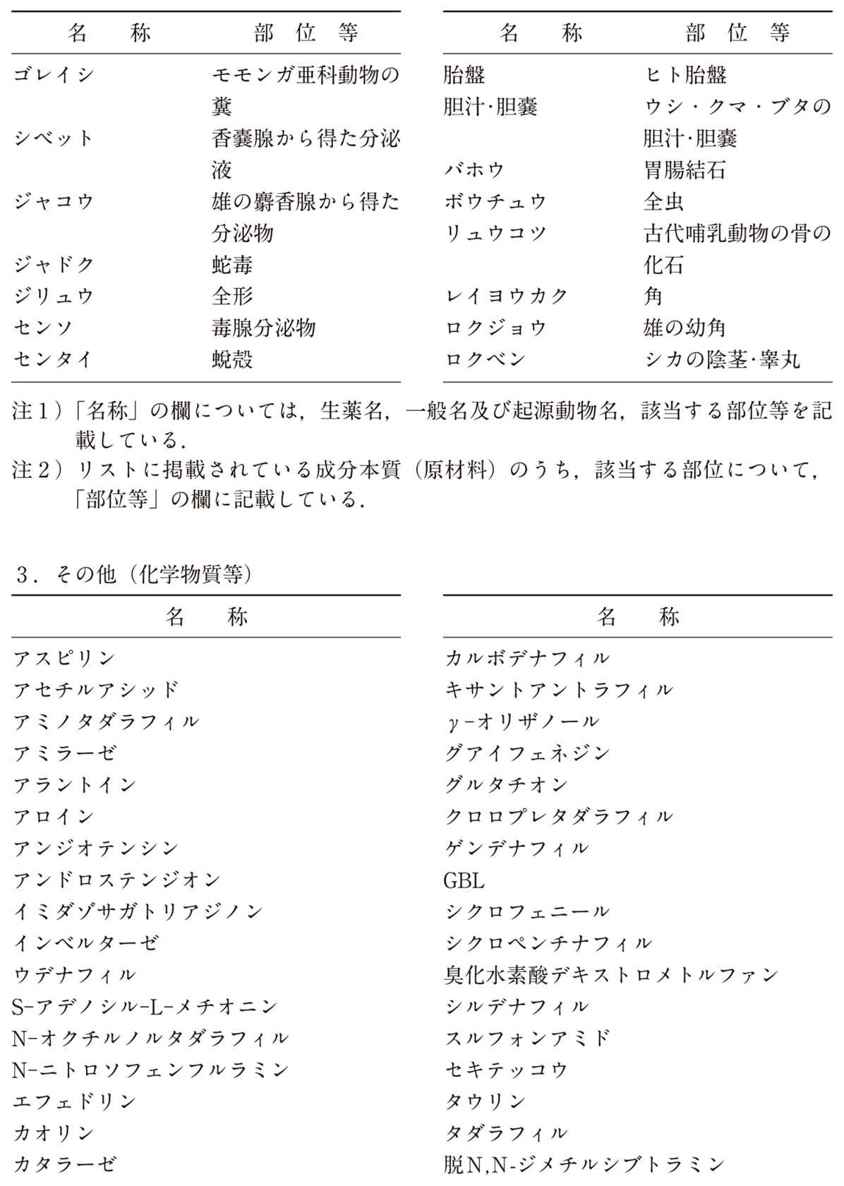 名　称　部　位　等
ゴレイシ　モモンガ亜科動物の
糞
シベット　香嚢腺から得た分泌
液
ジャコウ　雄の麝香腺から得た
分泌物
ジャドク　蛇毒
ジリュウ　全形
センソ　毒腺分泌物
センタイ　蛻殻
名　称　部　位　等
胎盤　ヒト胎盤
胆汁･胆嚢　ウシ・クマ・ブタの
胆汁･胆嚢
バホウ　胃腸結石
ボウチュウ　全虫
リュウコツ　古代哺乳動物の骨の
化石
レイヨウカク　角
ロクジョウ　雄の幼角
ロクベン　シカの陰茎･睾丸
注１）「名称」の欄については，生薬名，一般名及び起源動物名，該当する部位等を記
載している．
注２）リストに掲載されている成分本質（原材料）のうち，該当する部位について，
「部位等」の欄に記載している．
３．その他（化学物質等）
名　称
アスピリン
アセチルアシッド
アミノタダラフィル
アミラーゼ
アラントイン
アロイン
アンジオテンシン
アンドロステンジオン
イミダゾサガトリアジノン
インベルターゼ
ウデナフィル
S-アデノシル-L-メチオニン
N-オクチルノルタダラフィル
N-ニトロソフェンフルラミン
エフェドリン
カオリン
カタラーゼ
名　称
カルボデナフィル
キサントアントラフィル
γ-オリザノール
グアイフェネジン
グルタチオン
クロロプレタダラフィル
ゲンデナフィル
GBL
シクロフェニール
シクロペンチナフィル
臭化水素酸デキストロメトルファン
シルデナフィル
スルフォンアミド
セキテッコウ
タウリン
タダラフィル
脱N,N-ジメチルシブトラミン